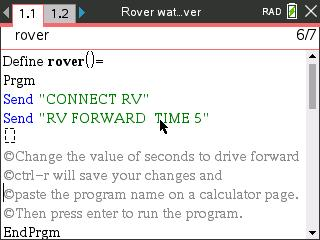 1.1 1.2 Rover wat…ver RAD
rover 6/7
Define rover()=
Prgm
Send "CONNECT RV"
Send "RV FORWARD TIME 5"
©Change the value of seconds to drive forward
©ctrl-r will save your changes and
©paste the program name on a calculator page.
©Then press enter to run the program.
EndPrgm